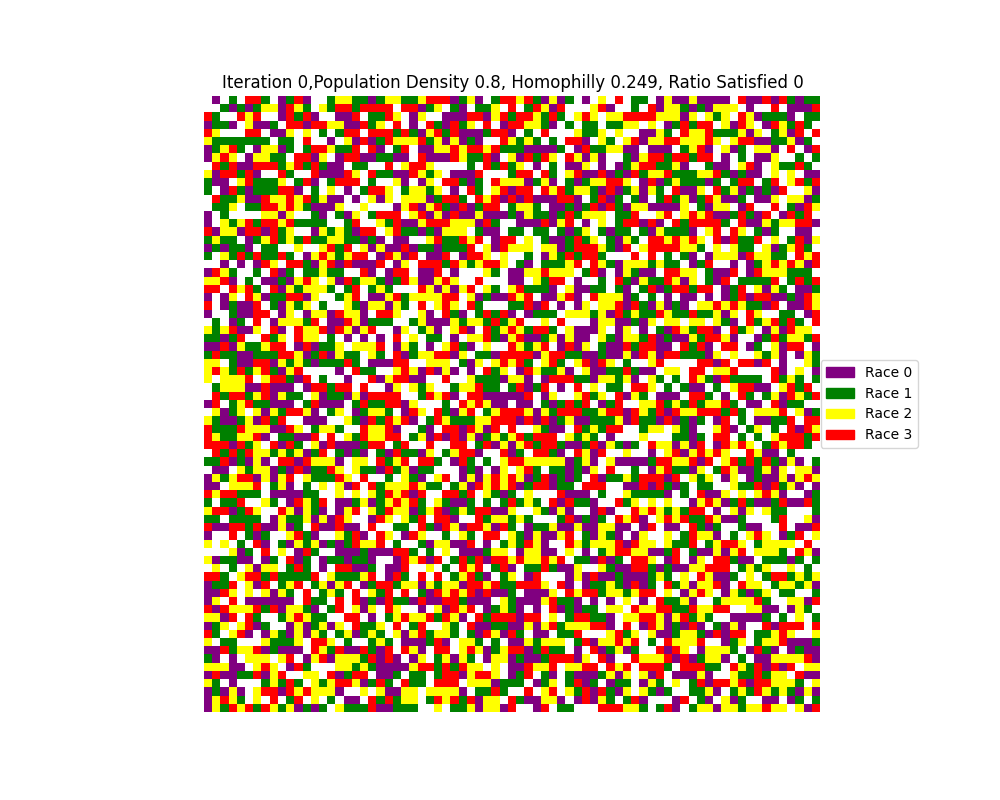 Iteration 0,Population Density 0.8, Homophilly 0.249, Ratio Satisfied 0
Race 0
Race 1
Race 2
Race 3